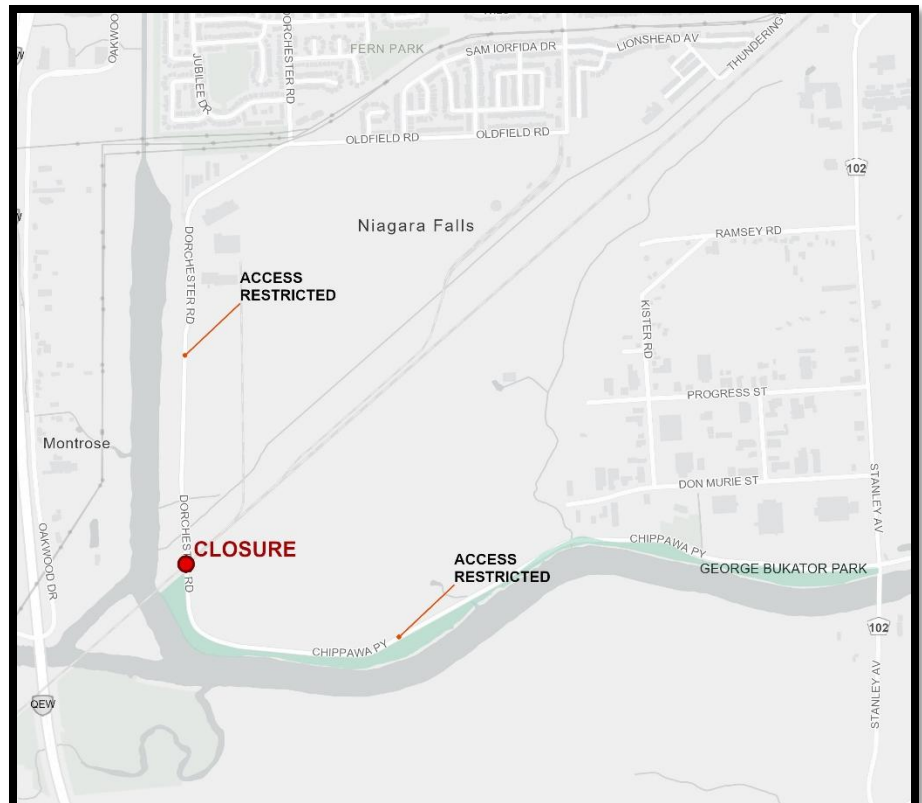 OAKWOOD
DORCHESTER RD
FERN PARK
SAM IORFIDA DR
LIONSHEAD AV
THUNDERING
JUBILEE DR
OLDFIELD RD
OLDFIELD RD
102
Niagara Falls
DORCHESTER RD
RAMSEY RD
ACCESS
RESTRICTED
KISTER RD
PROGRESS ST
Montrose
DON MURIE ST
STANLEY AV
DORCHESTER RD
OAKWOOD DR
CLOSURE
CHIPPAWA PY
ACCESS
RESTRICTED
GEORGE BUKATOR PARK
102
CHIPPAWA PY
QEW
STANLEY AV